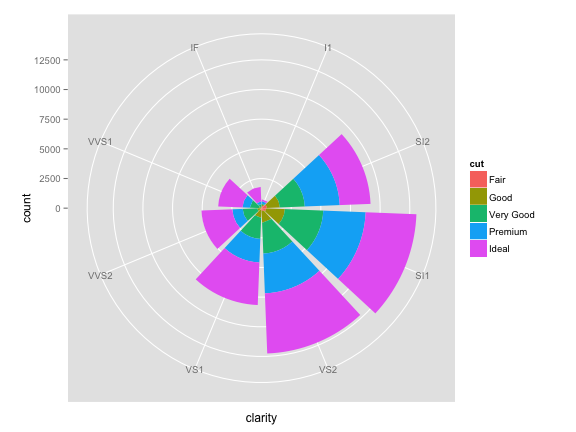 IF
I1
12500
10000
7500
5000
2500
0
VVS1
SI2
count
cut
Fair
Good
Very Good
Premium
Ideal
VVS2
SI1
VS1
VS2
clarity